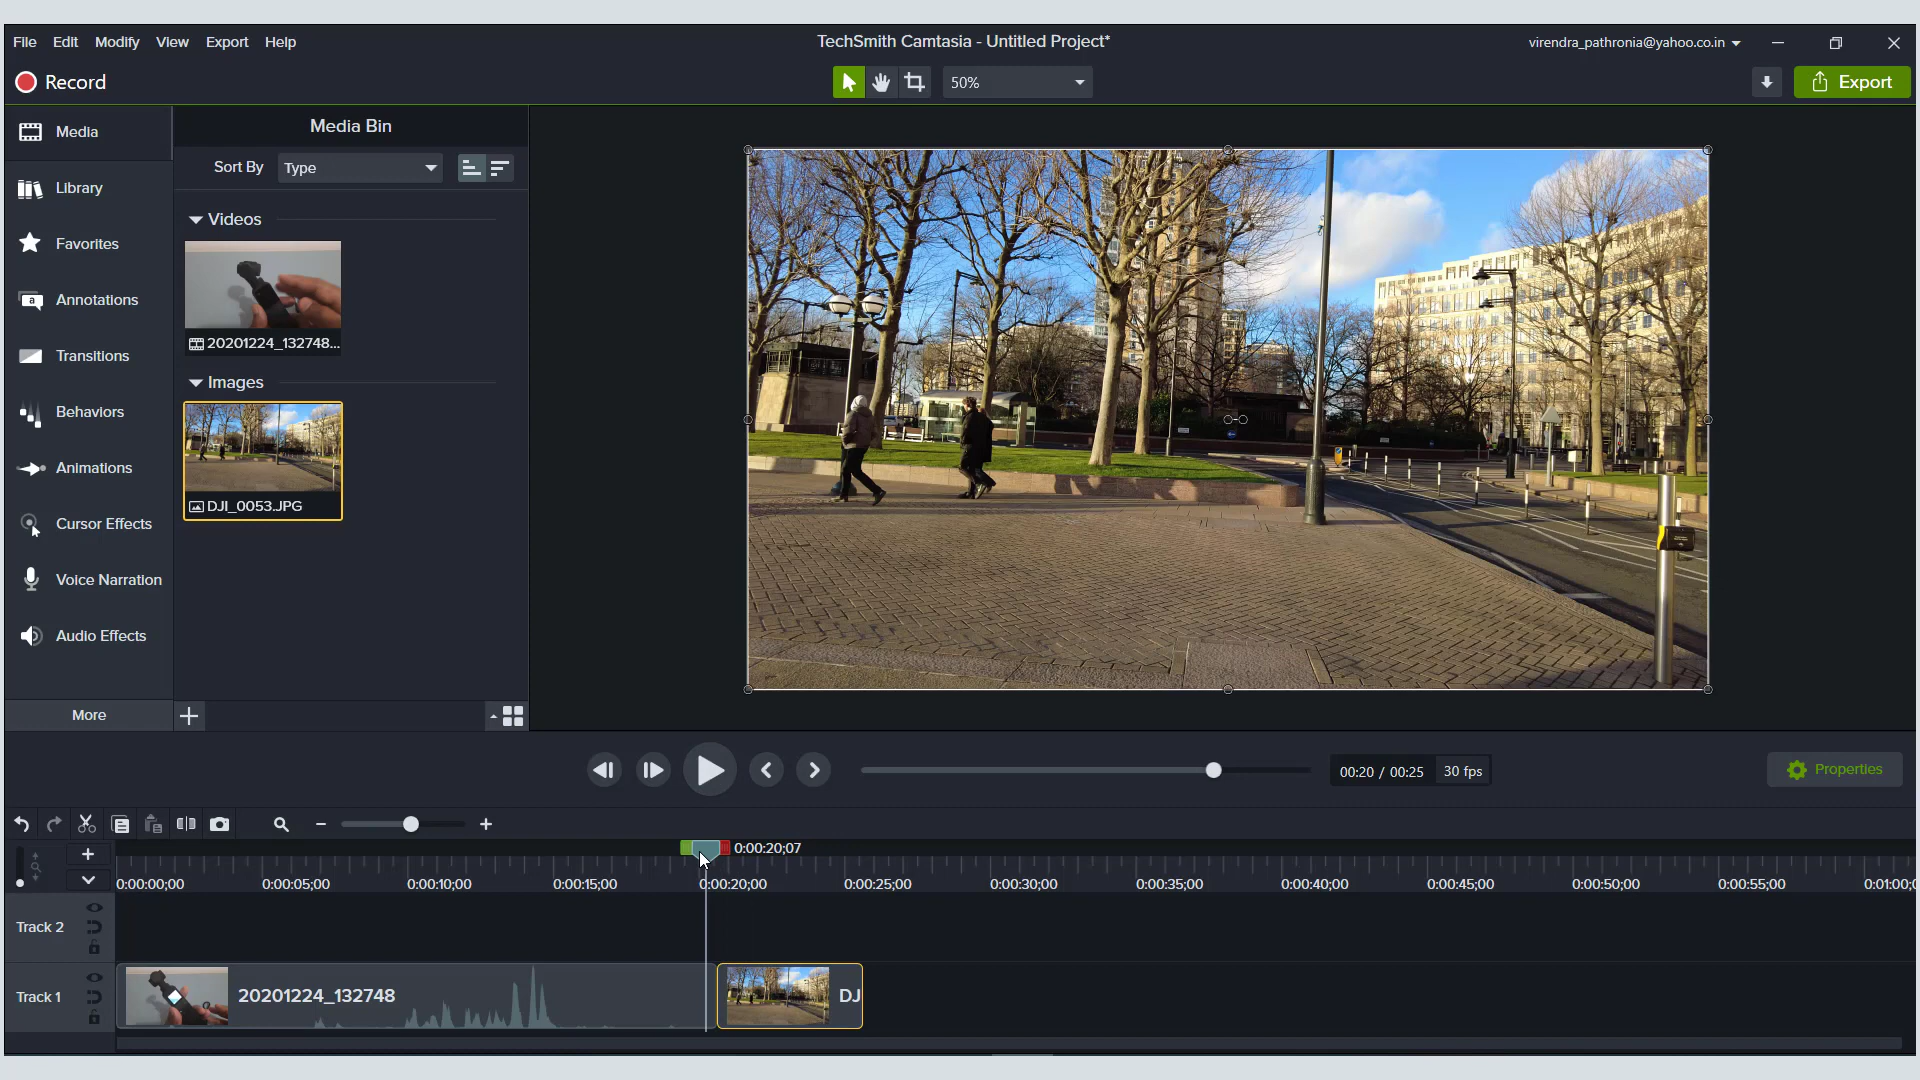 File Edit Modify View Export Help
TechSmith Camtasia - Untitled Project*
virendra_pathronia@yahoo.co.in
Record
50%
Export
Media
Library
Favorites
a
Annotations
Transitions
Behaviors
Animations
Cursor Effects
Voice Narration
Audio Effects
More
Media Bin
Sort By Type
Videos
20201224_132748...
Images
DJI_0053.JPG
00:20 / 00:25 30 fps
Properties
0:00:20;07
0:00:00;00 0:00:05;00 0:00:10;00 0:00:15;00 0:00:20;00 0:00:25;00 0:00:30;00 0:00:35;00 0:00:40;00 0:00:45;00 0:00:50;00 0:00:55;00 0:01:00;
Track 2
Track 1
20201224_132748
DJ